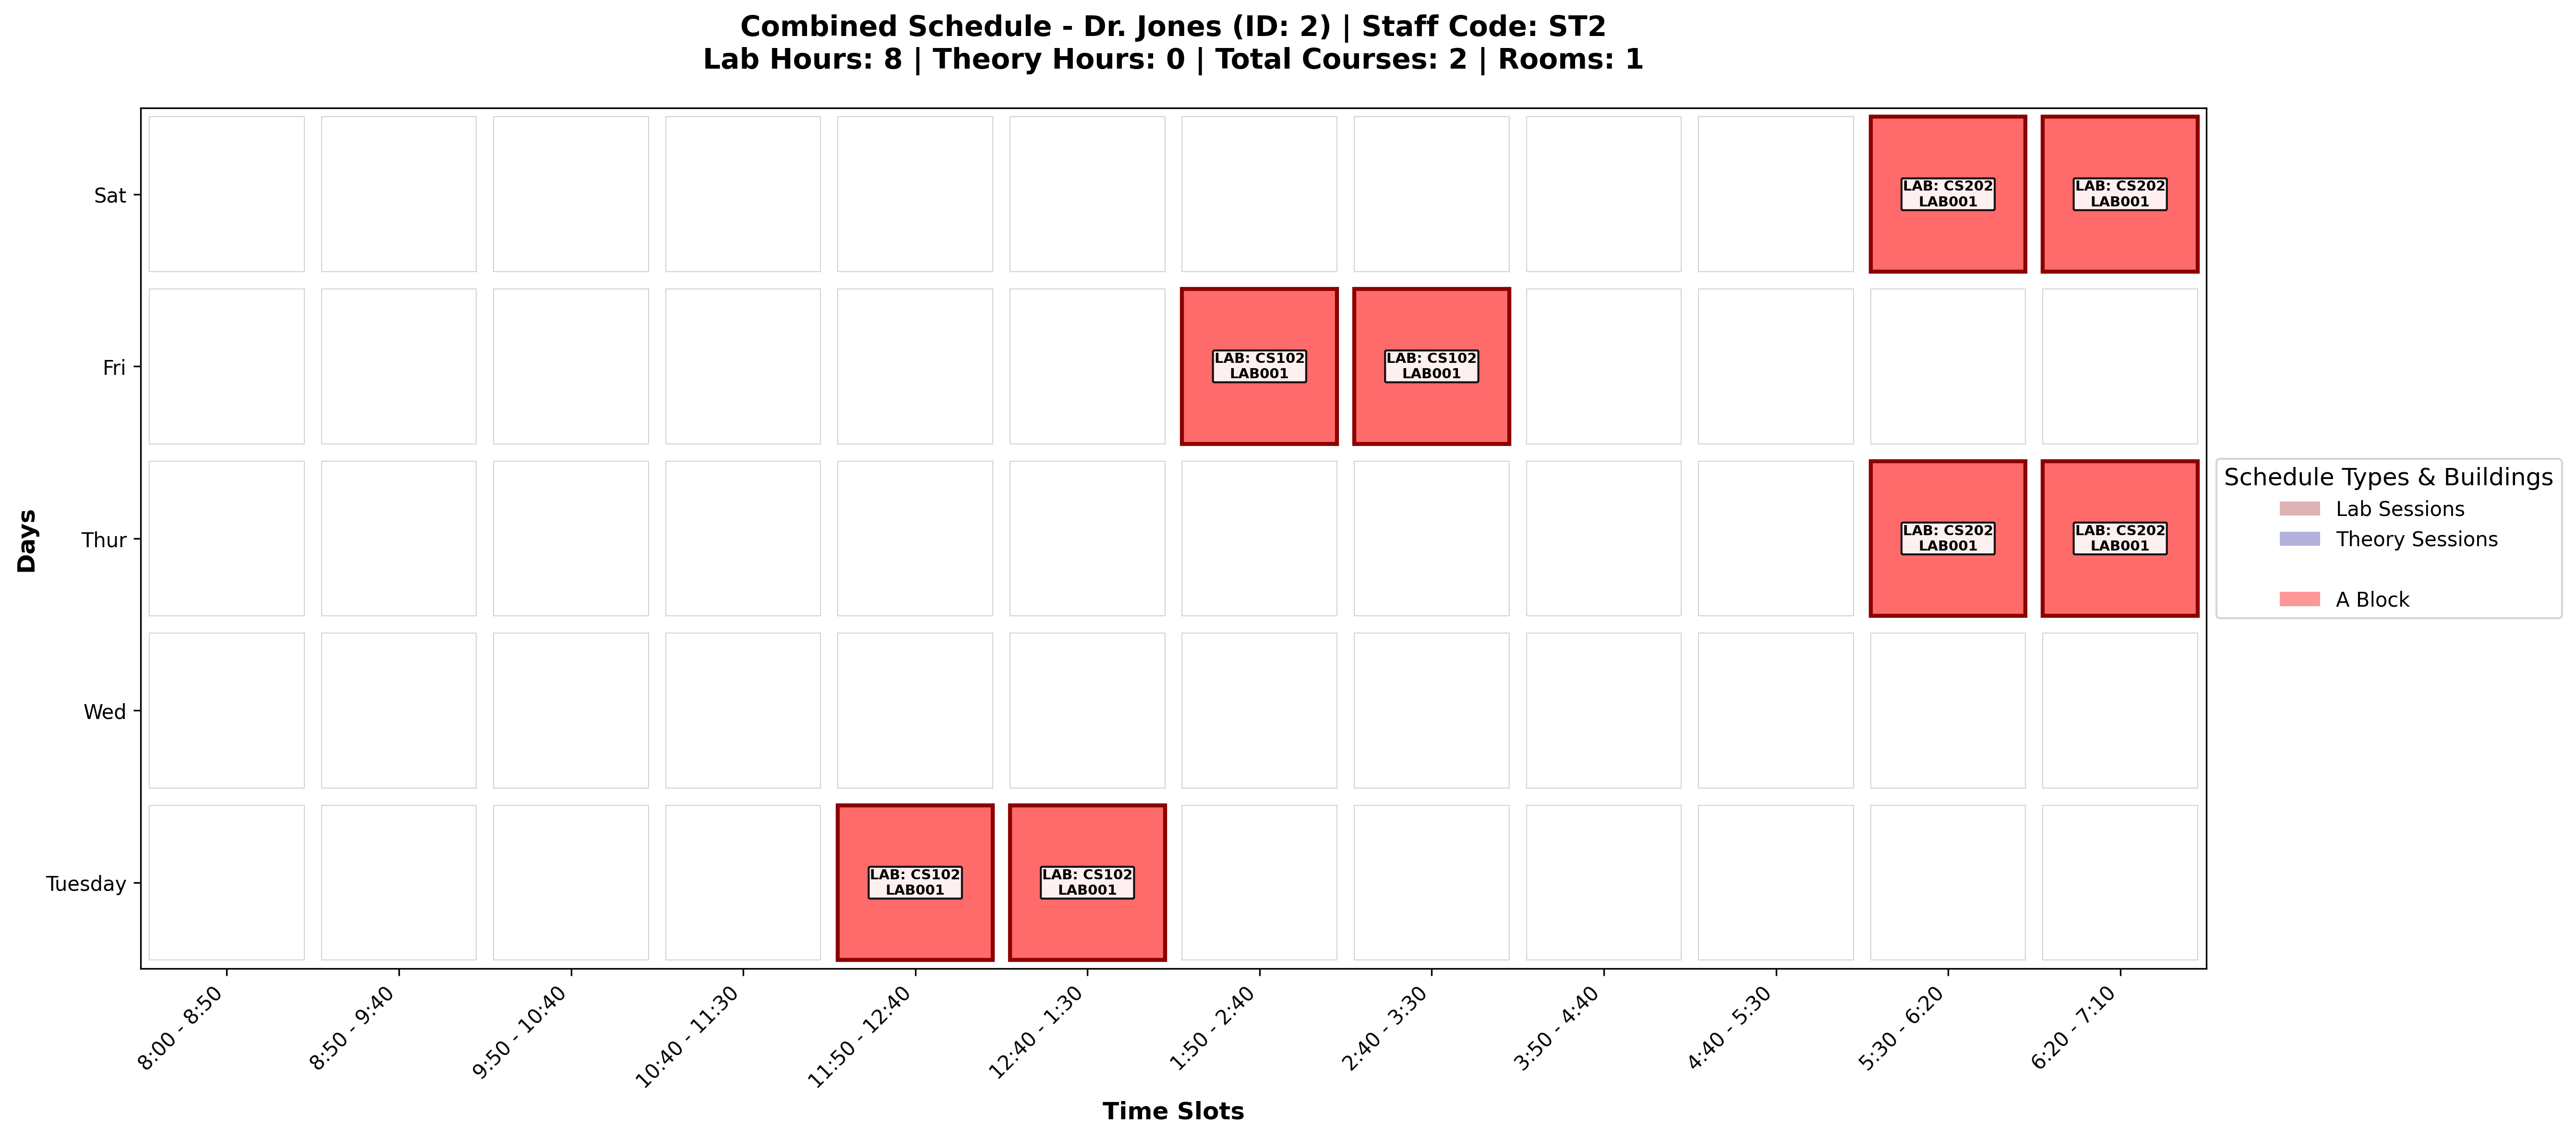 Combined Schedule - Dr. Jones (ID: 2) | Staff Code: ST2
Lab Hours: 8 | Theory Hours: 0 | Total Courses: 2 | Rooms: 1
Days
Sat
LAB: CS202
LAB001
LAB: CS202
LAB001
Fri
LAB: CS102
LAB001
LAB: CS102
LAB001
Thur
LAB: CS202
LAB001
LAB: CS202
LAB001
Wed
Tuesday
LAB: CS102
LAB001
LAB: CS102
LAB001
8:00 - 8:50
8:50 - 9:40
9:50 - 10:40
10:40 - 11:30
11:50 - 12:40
12:40 - 1:30
1:50 - 2:40
2:40 - 3:30
3:50 - 4:40
4:40 - 5:30
5:30 - 6:20
6:20 - 7:10
Time Slots
Schedule Types & Buildings
Lab Sessions
Theory Sessions
A Block